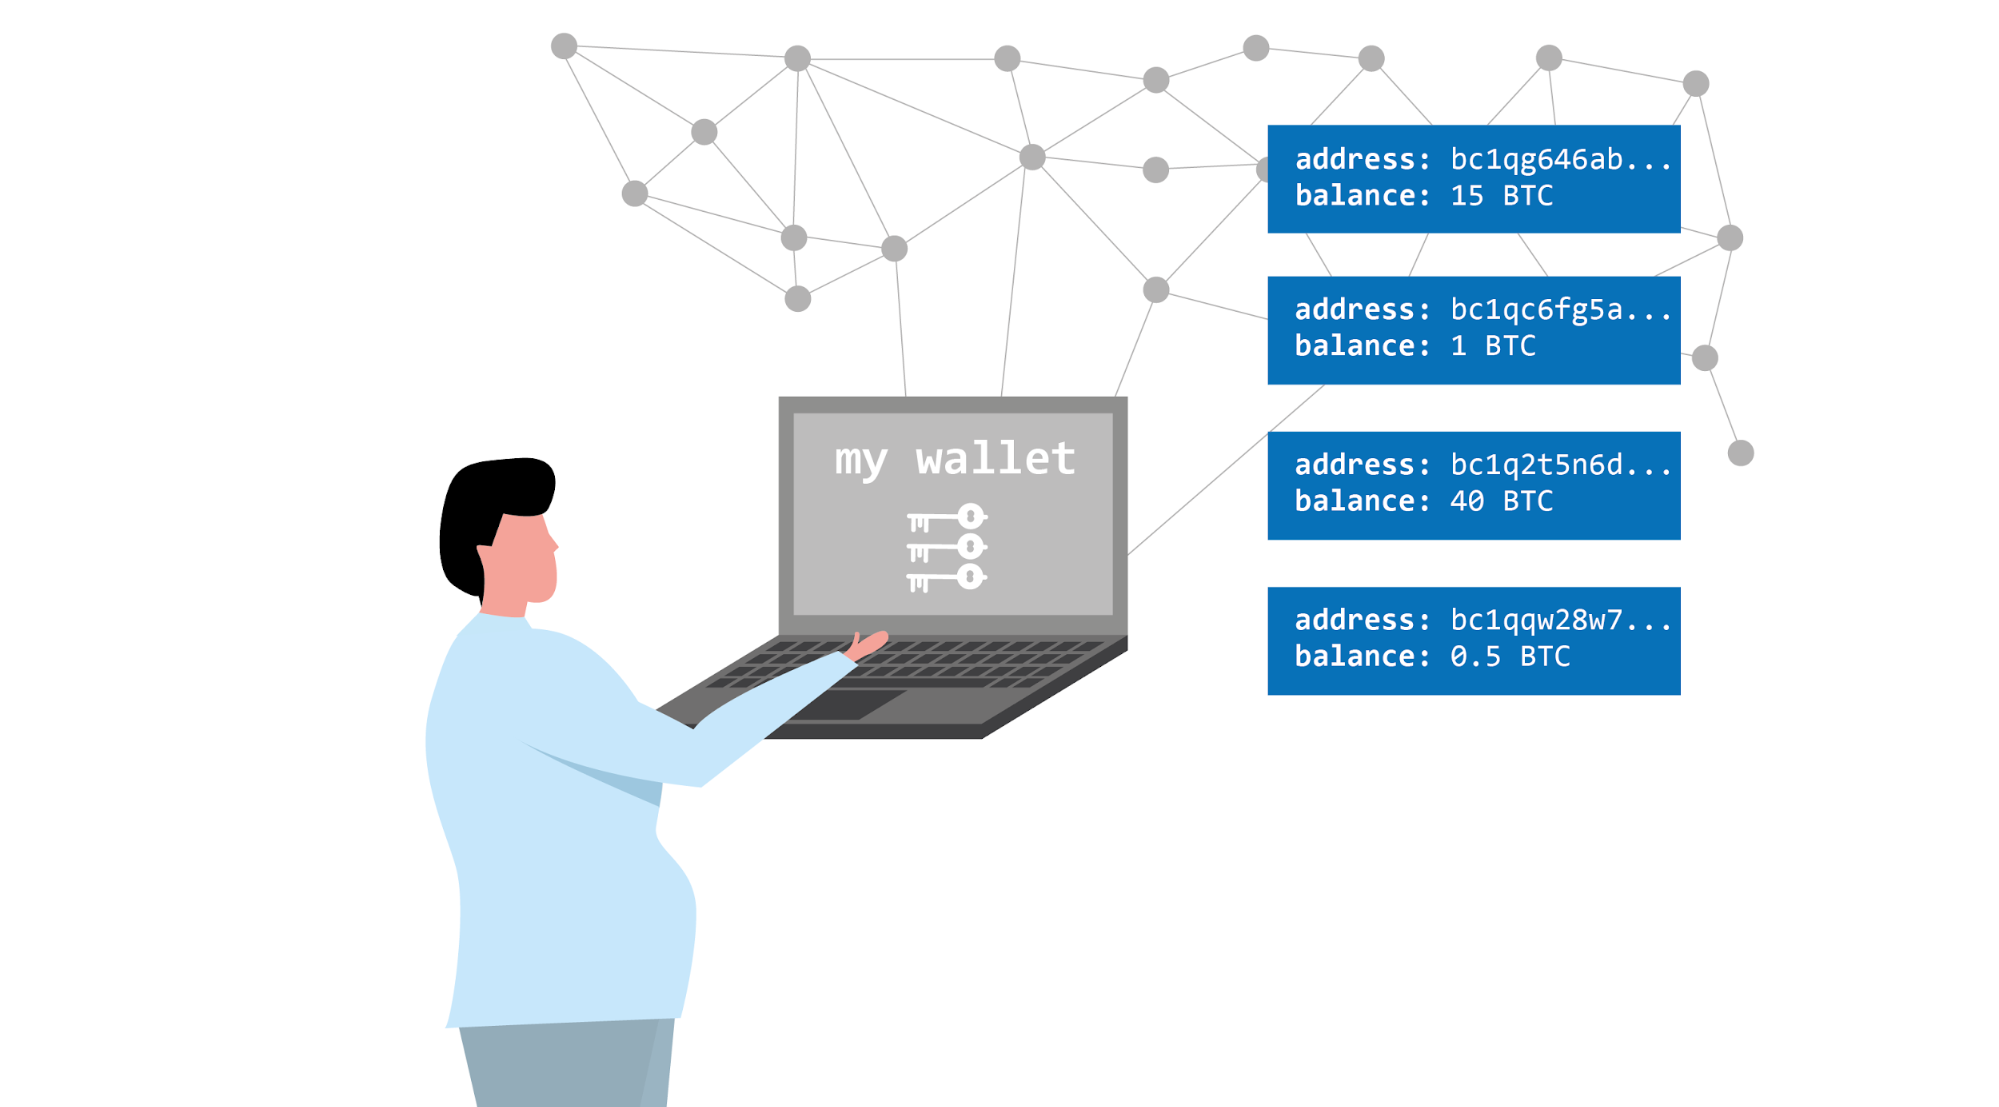 address: bc1qg646ab...
balance: 15 BTC
address: bc1qc6fg5a...
balance: 1 BTC
my wallet
address: bc1q2t5n6d...
balance: 40 BTC
address: bc1qqw28w7...
balance: 0.5 BTC